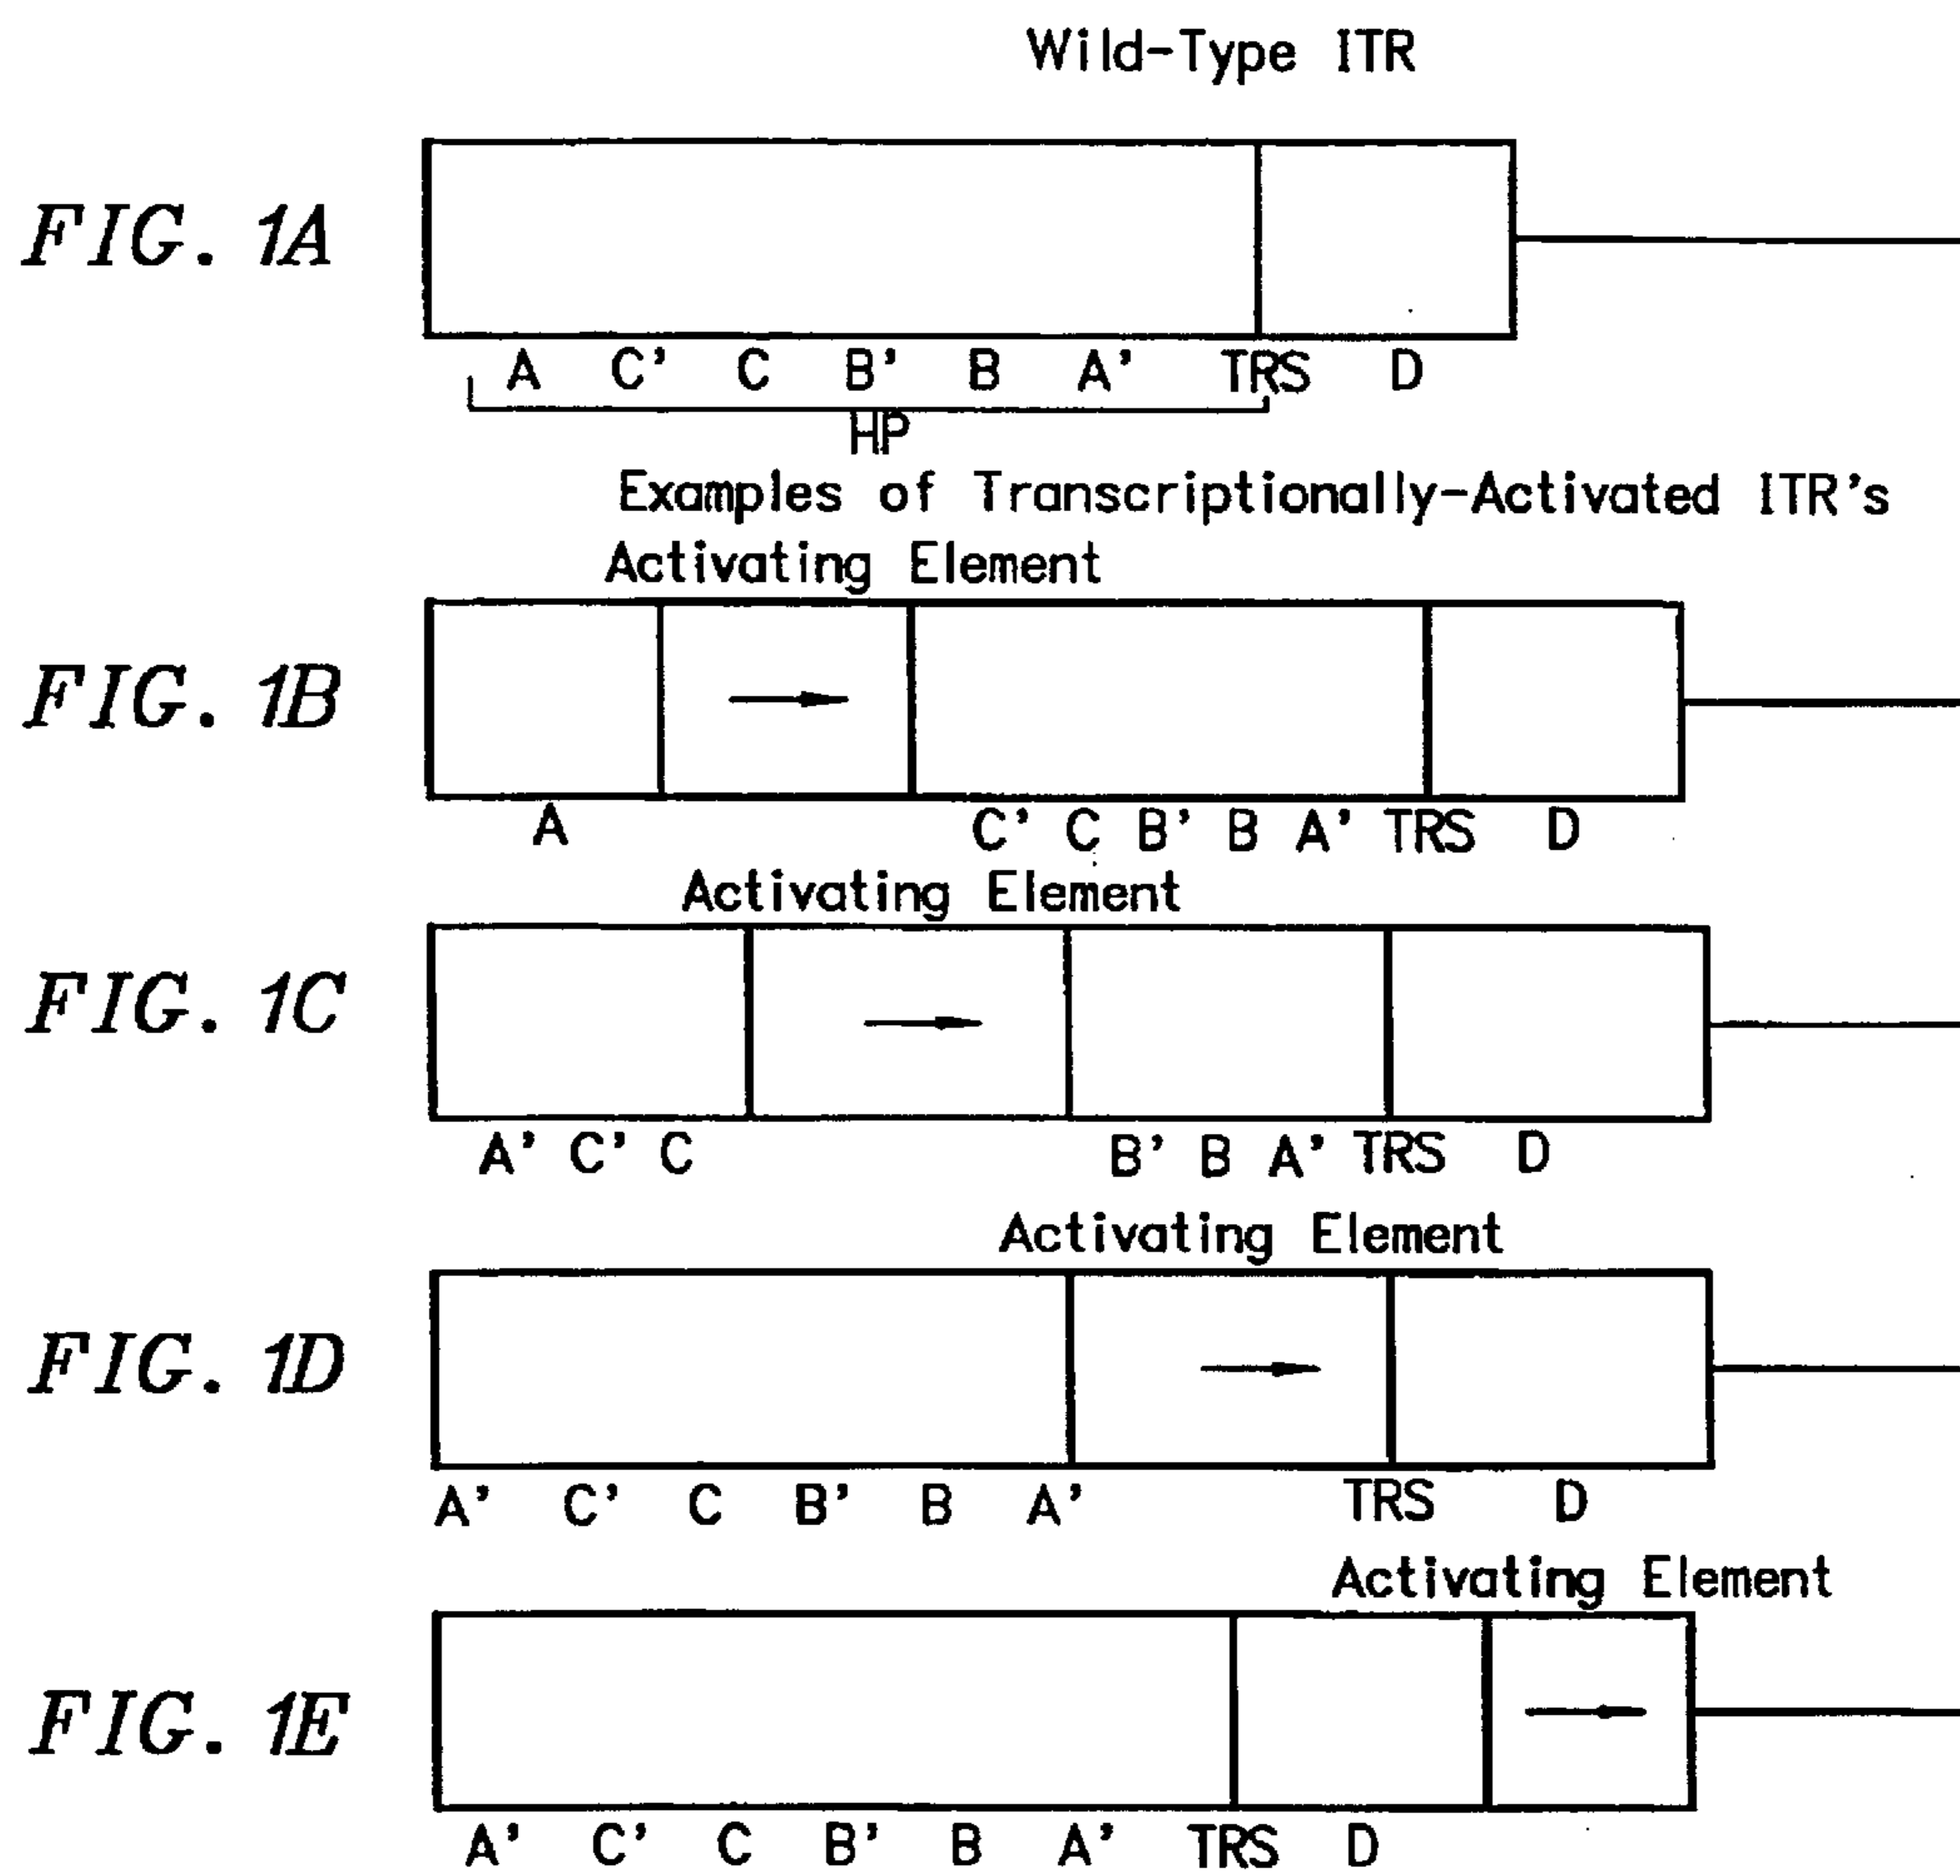 Wild-Type ITR
FIG. 1A
A C' C B' B A' TRS D
HP
Examples of Transcriptionally-Activated ITR's
Activating Element
FIG. 1B
A C' C B' B A' TRS D
Activating Element
FIG. 1C
A' C' C B' B A' TRS D
Activating Element
FIG. 1D
A' C' C B' B A' TRS D
Activating Element
FIG. 1E
A' C' C B' B A' TRS D